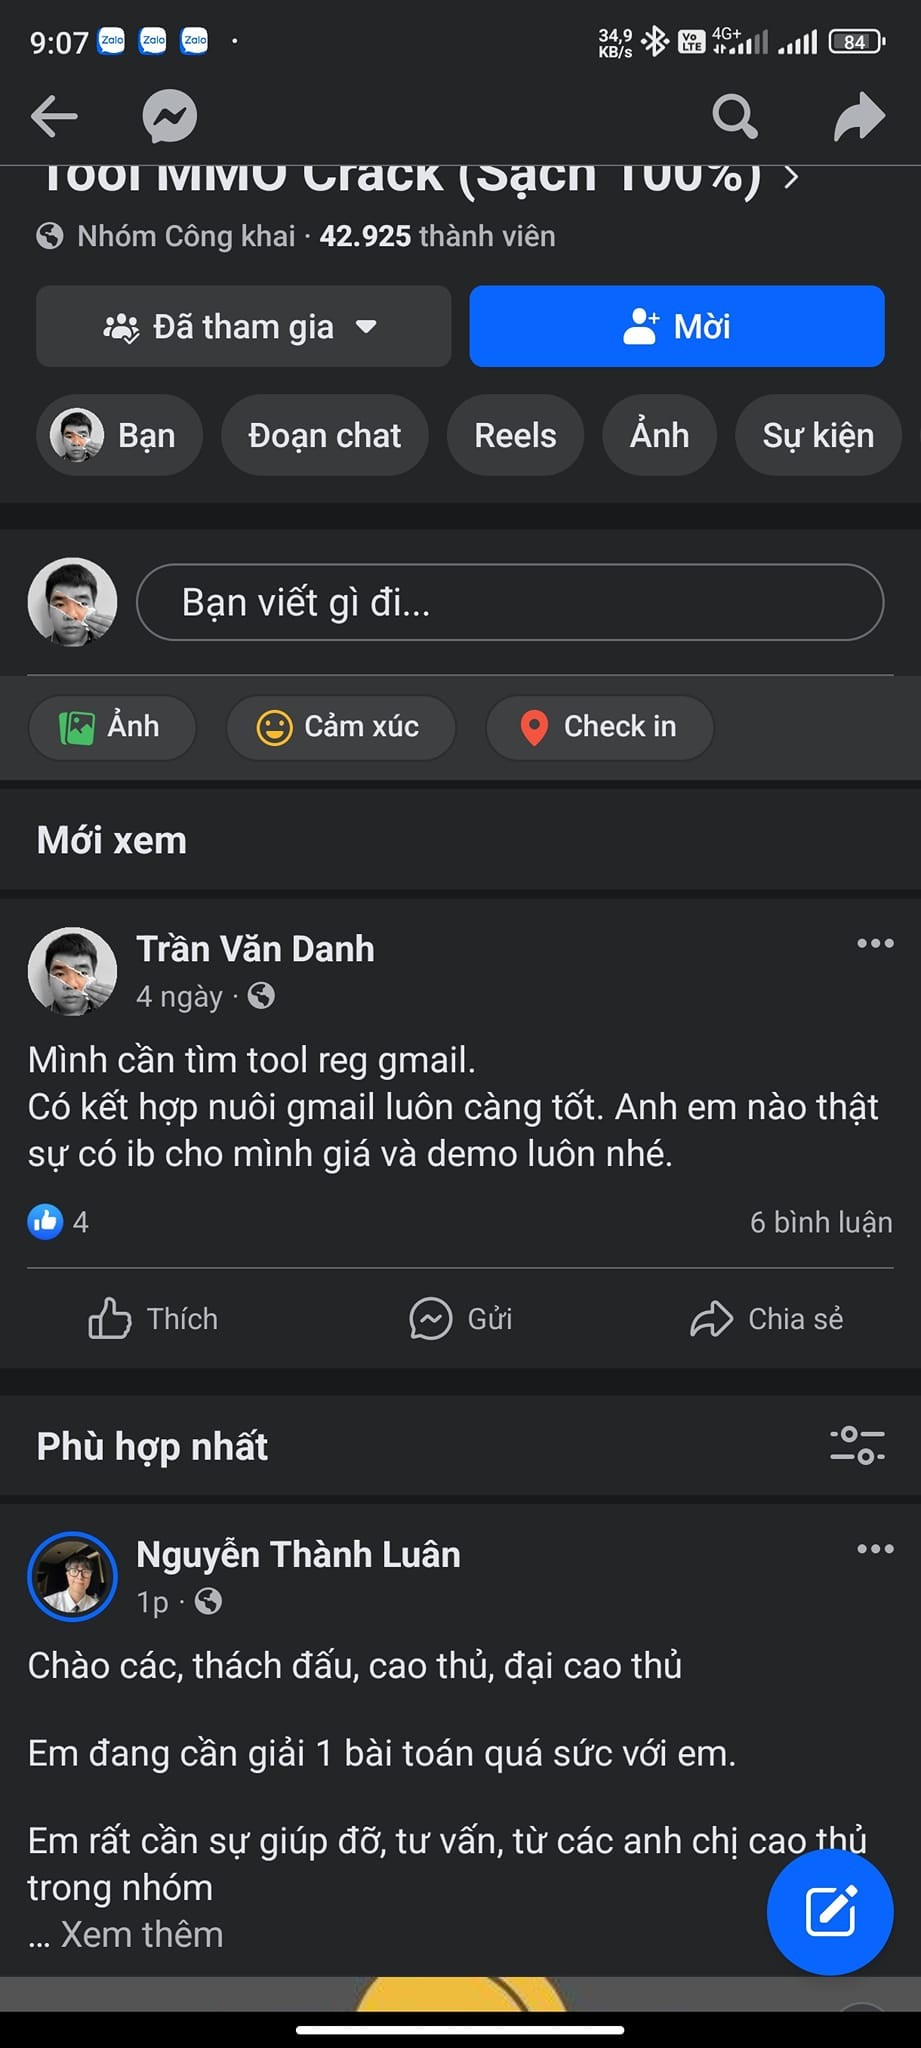 9:07
Zalo
Zalo
Zalo
34,9 KB/s
Vo LTE
4G+
84
Tool MMO Crack (Sạch 100%)
Nhóm Công khai · 42.925 thành viên
Đã tham gia
Mời
Bạn
Đoạn chat
Reels
Ảnh
Sự kiện
Bạn viết gì đi...
Ảnh
Cảm xúc
Check in
Mới xem
Trần Văn Danh
4 ngày ·
Mình cần tìm tool reg gmail.
Có kết hợp nuôi gmail luôn càng tốt. Anh em nào thật
sự có ib cho mình giá và demo luôn nhé.
4
6 bình luận
Thích
Gửi
Chia sẻ
Phù hợp nhất
Nguyễn Thành Luân
1p ·
Chào các, thách đấu, cao thủ, đại cao thủ
Em đang cần giải 1 bài toán quá sức với em.
Em rất cần sự giúp đỡ, tư vấn, từ các anh chị cao thủ
trong nhóm
... Xem thêm